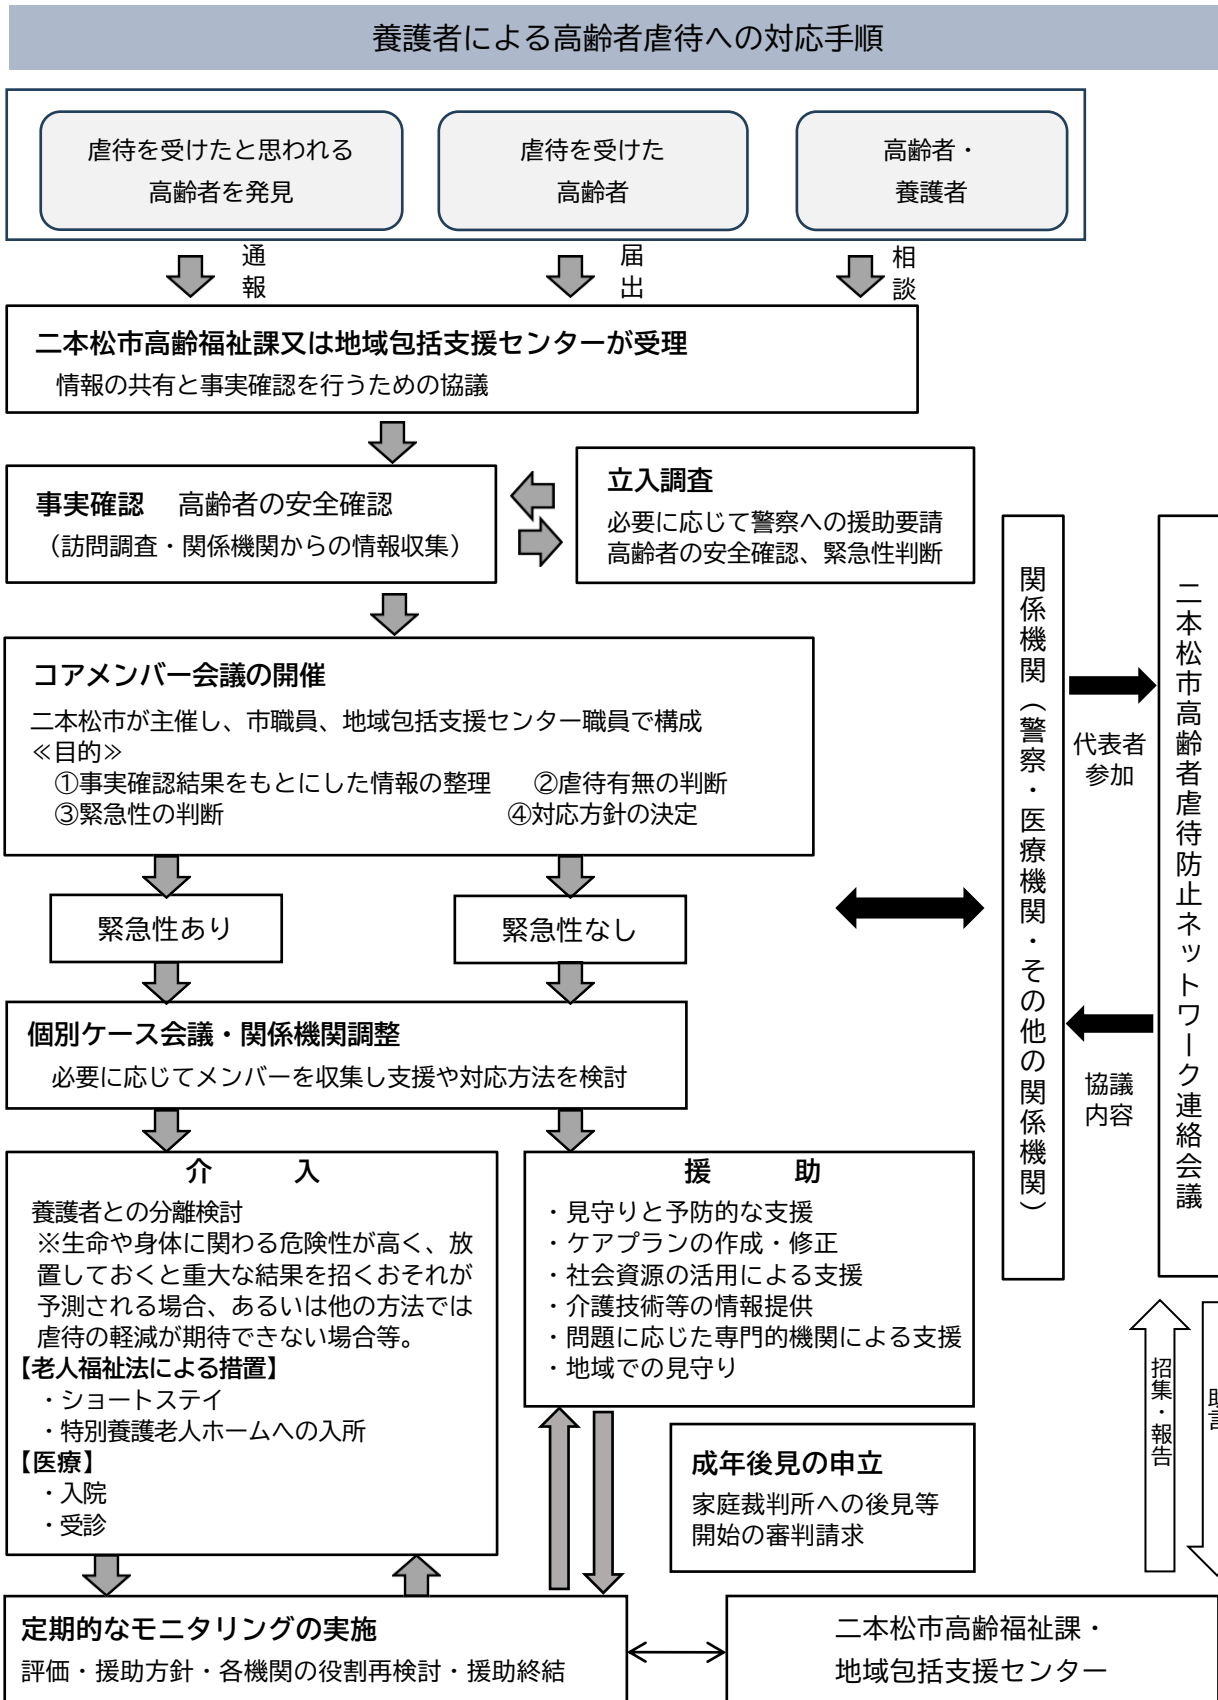 養護者による高齢者虐待への対応手順
虐待を受けたと思われる
高齢者を発見
虐待を受けた
高齢者
高齢者・
養護者
通報
届出
相談
二本松市高齢福祉課又は地域包括支援センターが受理
情報の共有と事実確認を行うための協議
事実確認　高齢者の安全確認
（訪問調査・関係機関からの情報収集）
立入調査
必要に応じて警察への援助要請
高齢者の安全確認、緊急性判断
コアメンバー会議の開催
二本松市が主催し、市職員、地域包括支援センター職員で構成
≪目的≫
①事実確認結果をもとにした情報の整理　②虐待有無の判断
③緊急性の判断　④対応方針の決定
緊急性あり
緊急性なし
個別ケース会議・関係機関調整
必要に応じてメンバーを収集し支援や対応方法を検討
介　入
養護者との分離検討
※生命や身体に関わる危険性が高く、放
置しておくと重大な結果を招くおそれが
予測される場合、あるいは他の方法では
虐待の軽減が期待できない場合等。
【老人福祉法による措置】
・ショートステイ
・特別養護老人ホームへの入所
【医療】
・入院
・受診
援　助
・見守りと予防的な支援
・ケアプランの作成・修正
・社会資源の活用による支援
・介護技術等の情報提供
・問題に応じた専門的機関による支援
・地域での見守り
成年後見の申立
家庭裁判所への後見等
開始の審判請求
定期的なモニタリングの実施
評価・援助方針・各機関の役割再検討・援助終結
二本松市高齢福祉課・
地域包括支援センター
関係機関（警察・医療機関・その他の関係機関）
代表者
参加
協議
内容
二本松市高齢者虐待防止ネットワーク連絡会議
招集・報告